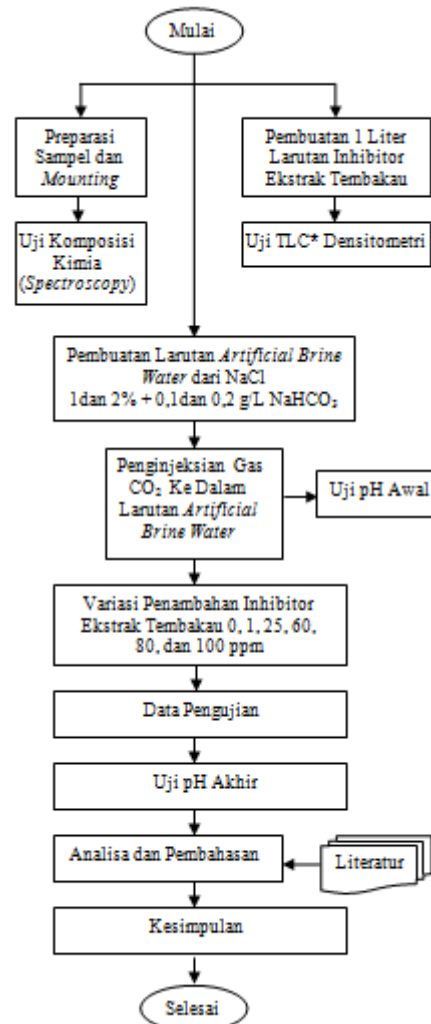 Mulai
Preparasi
Sampel dan
Mounting
Pembuatan 1 Liter
Larutan Inhibitor
Ekstrak Tembakau
Uji Komposisi
Kimia
(Spectroscopy)
Uji TLC* Densitometri
Pembuatan Larutan Artificial Brine
Water dari NaCl
1dan 2% + 0,1dan 0,2 g/L NaHCO₃
Penginjeksian Gas
CO₂ Ke Dalam
Larutan Artificial
Brine Water
Uji pH Awal
Variasi Penambahan Inhibitor
Ekstrak Tembakau 0, 1, 25, 60,
80, dan 100 ppm
Data Pengujian
Uji pH Akhir
Analisa dan Pembahasan
Literatur
Kesimpulan
Selesai